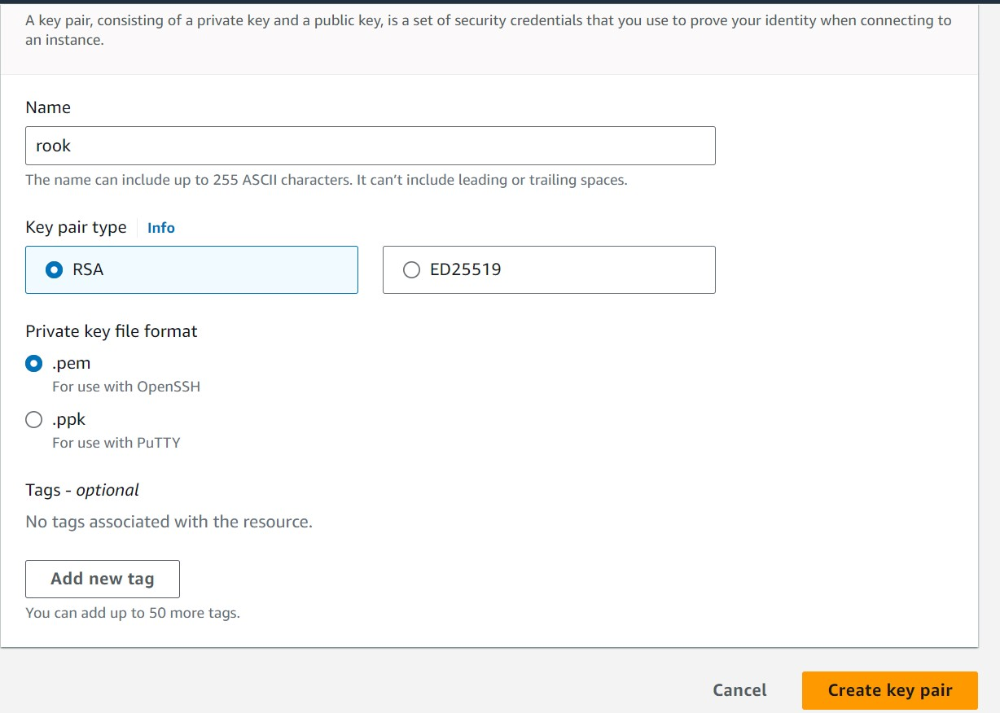 A key pair, consisting of a private key and a public key, is a set of security credentials that you use to prove your identity when connecting to
an instance.
Name
rook
The name can include up to 255 ASCII characters. It can’t include leading or trailing spaces.
Key pair type Info
RSA ED25519
Private key file format
.pem
For use with OpenSSH
.ppk
For use with PuTTY
Tags - optional
No tags associated with the resource.
Add new tag
You can add up to 50 more tags.
Cancel Create key pair